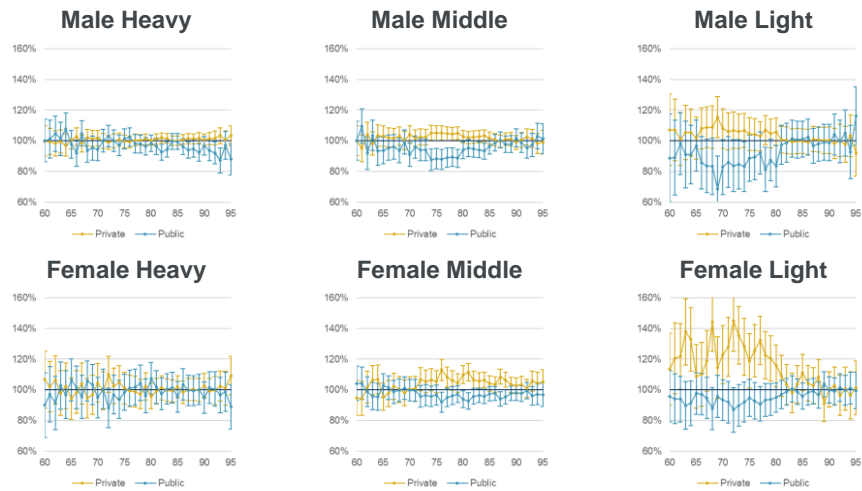 Male Heavy
160%
140%
120%
100%
80%
60%
60 65 70 75 80 85 90 95
Private Public
Male Middle
160%
140%
120%
100%
80%
60%
60 65 70 75 80 85 90 95
Private Public
Male Light
160%
140%
120%
100%
80%
60%
60 65 70 75 80 85 90 95
Private Public
Female Heavy
160%
140%
120%
100%
80%
60%
60 65 70 75 80 85 90 95
Private Public
Female Middle
160%
140%
120%
100%
80%
60%
60 65 70 75 80 85 90 95
Private Public
Female Light
160%
140%
120%
100%
80%
60%
60 65 70 75 80 85 90 95
Private Public